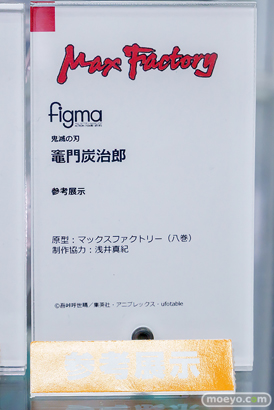 Max Factory
figma
鬼滅の刃
竈門炭治郎
参考展示
原型：マックスファクトリー（八巻）
制作協力：浅井真紀
©吾峠呼世晴／集英社・アニプレックス・ufotable
参考展示
moeyo.com